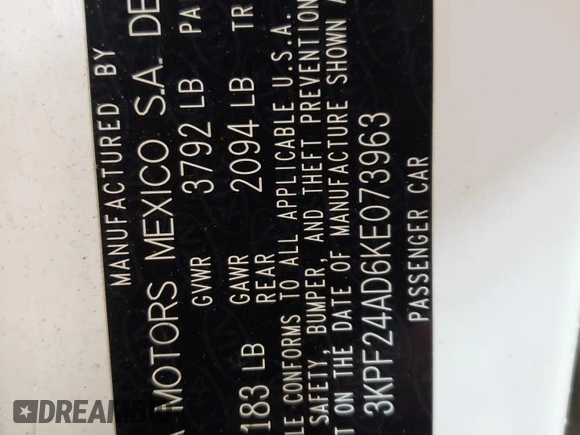 MANUFACTURED BY
MOTORS MEXICO S.A. DE
GVWR
3792 LB PA
GAWR
REAR
183 LB 2094 LB TR
LE CONFORMS TO ALL APPLICABLE U.S.A.
SAFETY, BUMPER, AND THEFT PREVENTION
T ON THE DATE OF MANUFACTURE SHOWN A
3KPF24AD6KE073963
PASSENGER CAR
DREAMB